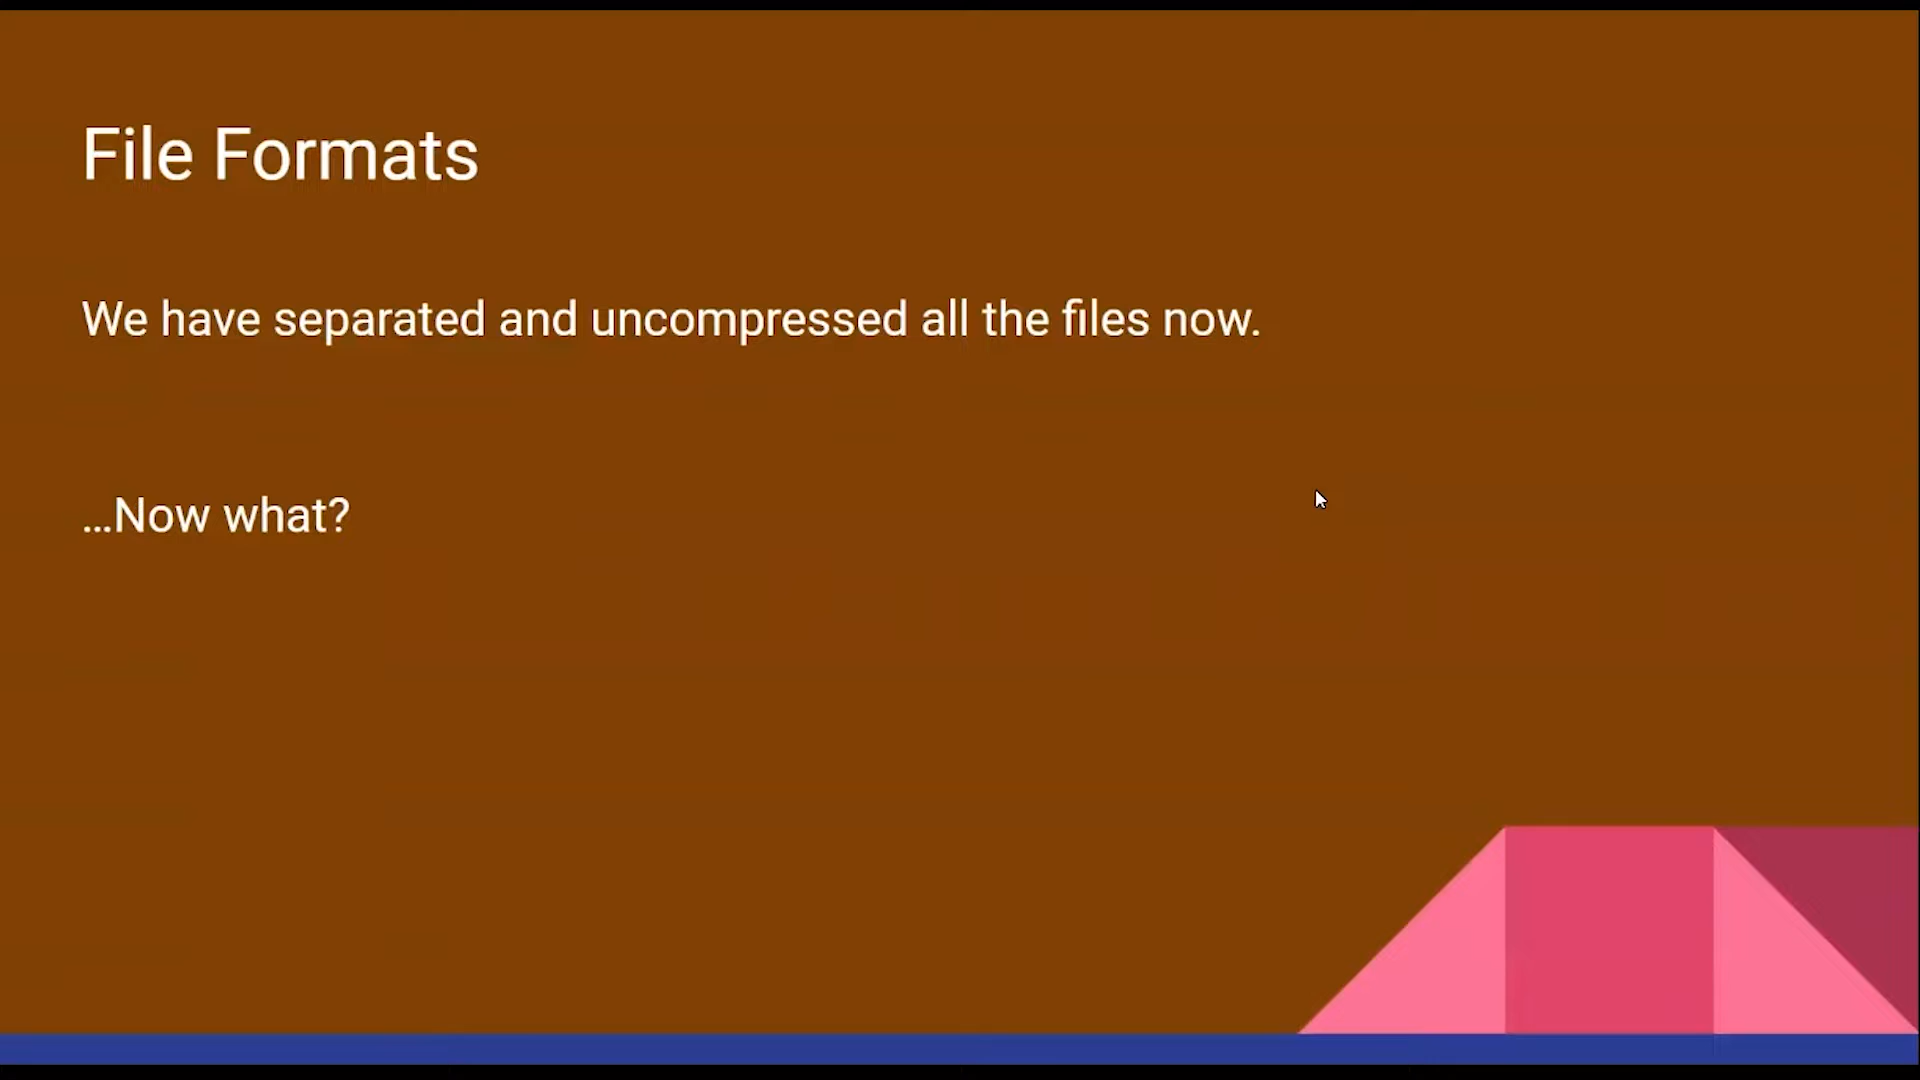 File Formats
We have separated and uncompressed all the files now.
…Now what?